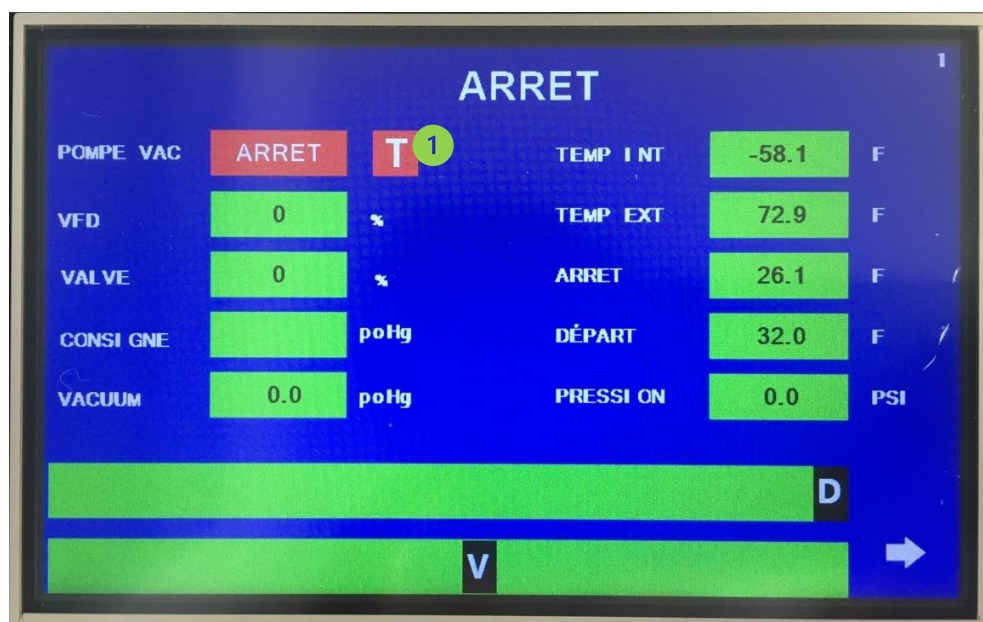 1
ARRET
POMPE VAC ARRET T 1 TEMP INT -58.1 F
VFD 0 % TEMP EXT 72.9 F
VALVE 0 % ARRET 26.1 F
CONSIGNE poHg DÉPART 32.0 F
VACUUM 0.0 poHg PRESSION 0.0 PSI
D
V